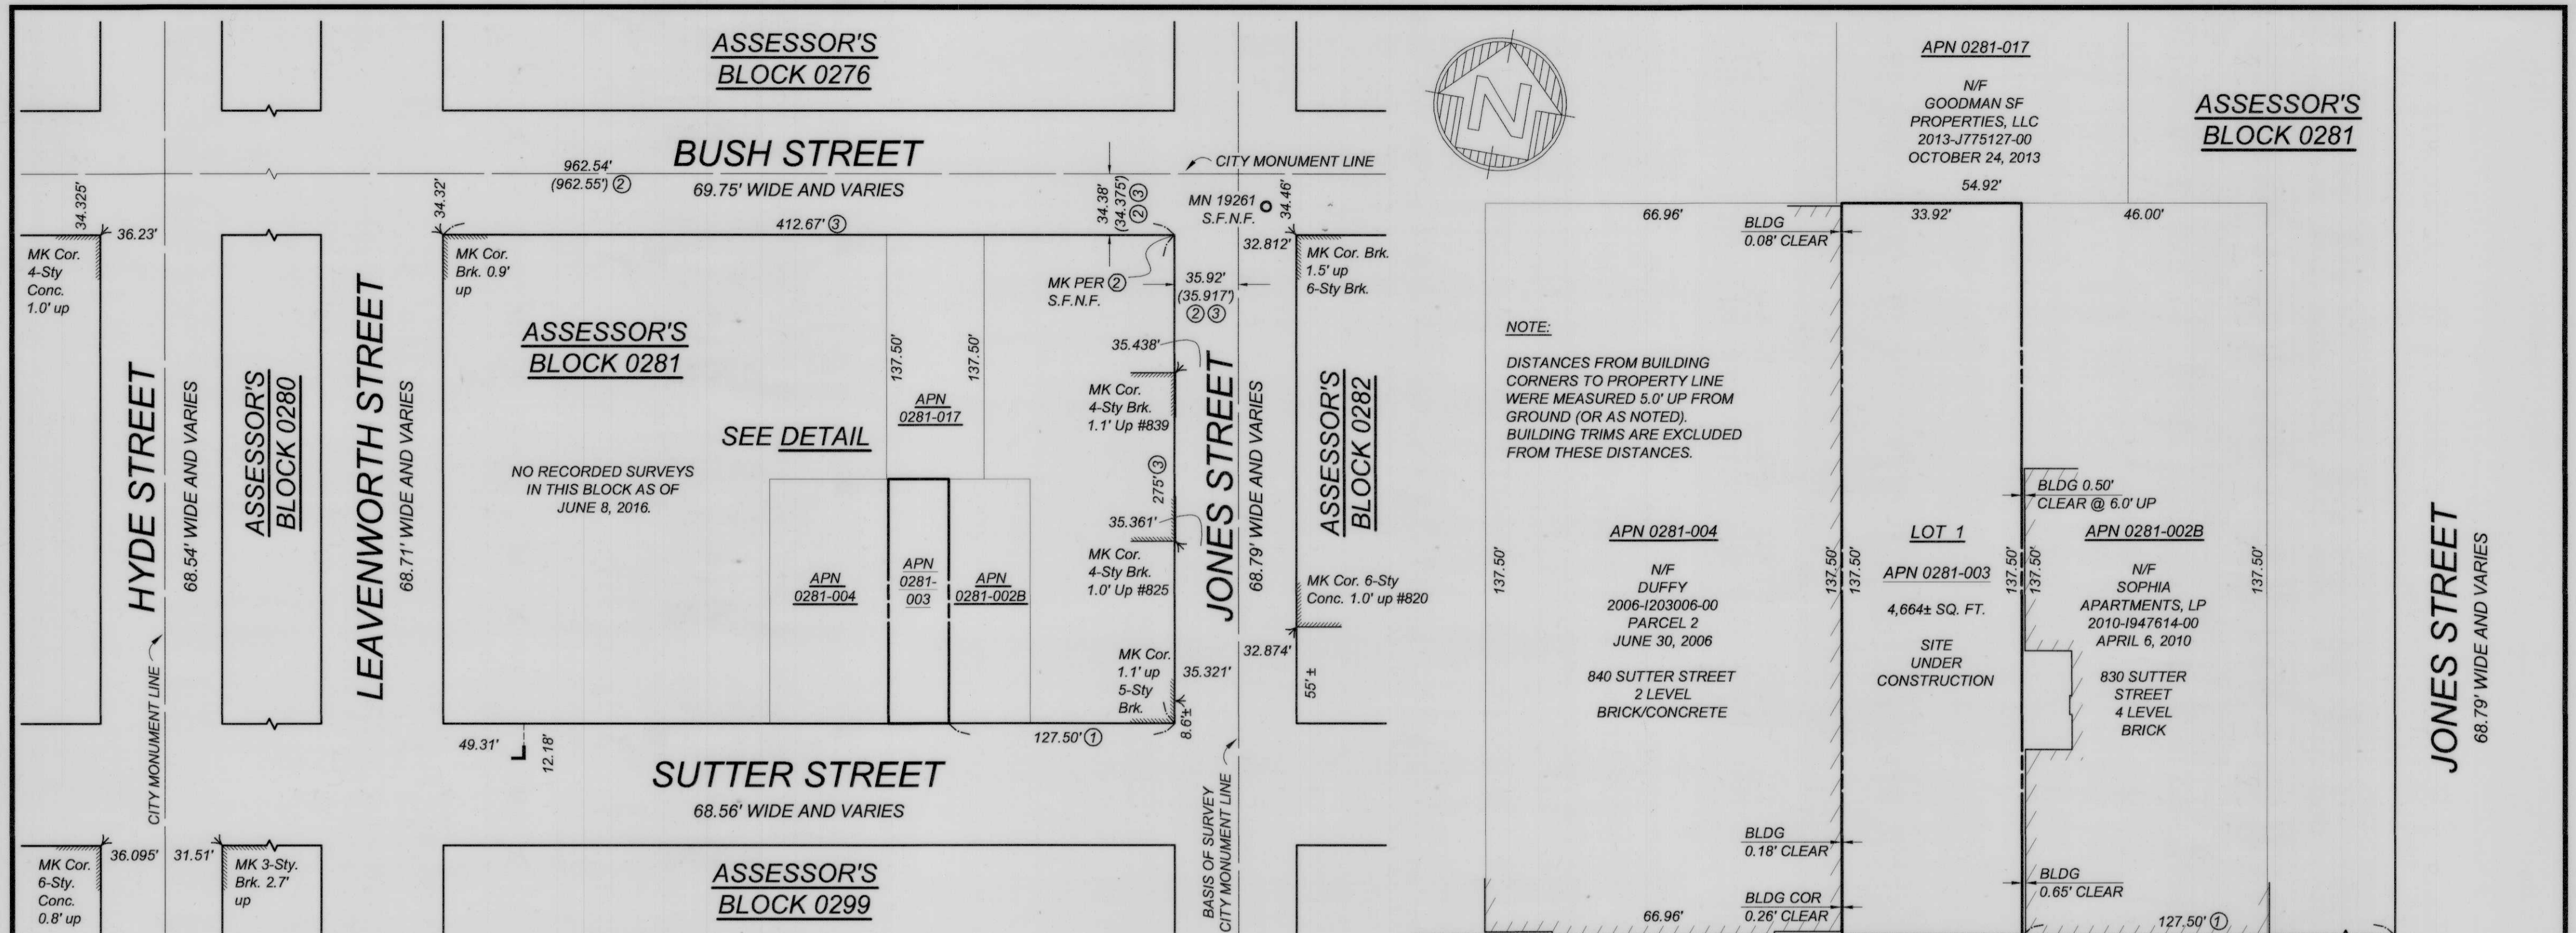 ASSESSOR'S
BLOCK 0276
BUSH STREET
69.75' WIDE AND VARIES
962.54'
(962.55') ②
CITY MONUMENT LINE
34.325'
36.23'
MK Cor.
4-Sty
Conc.
1.0' up
34.32'
412.67' ③
34.38'
(34.375')
② ③
MN 19261
S.F.N.F.
34.46'
32.812'
MK Cor.
Brk. 0.9'
up
MK PER ②
S.F.N.F.
35.92'
(35.917')
② ③
MK Cor. Brk.
1.5' up
6-Sty Brk.
HYDE STREET
68.54' WIDE AND VARIES
CITY MONUMENT LINE
ASSESSOR'S
BLOCK 0280
LEAVENWORTH STREET
68.71' WIDE AND VARIES
ASSESSOR'S
BLOCK 0281
NO RECORDED SURVEYS
IN THIS BLOCK AS OF
JUNE 8, 2016.
SEE DETAIL
137.50'
137.50'
APN
0281-017
APN
0281-004
APN
0281-
003
APN
0281-002B
35.438'
MK Cor.
4-Sty Brk.
1.1' Up #839
275' ③
35.361'
MK Cor.
4-Sty Brk.
1.0' Up #825
MK Cor.
1.1' up
5-Sty
Brk.
35.321'
8.6'±
JONES STREET
68.79' WIDE AND VARIES
ASSESSOR'S
BLOCK 0282
MK Cor. 6-Sty
Conc. 1.0' up #820
32.874'
55' ±
49.31'
12.18'
127.50' ①
SUTTER STREET
68.56' WIDE AND VARIES
BASIS OF SURVEY
CITY MONUMENT LINE
36.095'
31.51'
MK Cor.
6-Sty.
Conc.
0.8' up
MK 3-Sty.
Brk. 2.7'
up
ASSESSOR'S
BLOCK 0299
N
APN 0281-017
N/F
GOODMAN SF
PROPERTIES, LLC
2013-J775127-00
OCTOBER 24, 2013
54.92'
ASSESSOR'S
BLOCK 0281
66.96'
BLDG
0.08' CLEAR
33.92'
46.00'
NOTE:
DISTANCES FROM BUILDING
CORNERS TO PROPERTY LINE
WERE MEASURED 5.0' UP FROM
GROUND (OR AS NOTED).
BUILDING TRIMS ARE EXCLUDED
FROM THESE DISTANCES.
BLDG 0.50'
CLEAR @ 6.0' UP
137.50'
APN 0281-004
N/F
DUFFY
2006-I203006-00
PARCEL 2
JUNE 30, 2006
840 SUTTER STREET
2 LEVEL
BRICK/CONCRETE
137.50'
137.50'
LOT 1
APN 0281-003
4,664± SQ. FT.
SITE
UNDER
CONSTRUCTION
137.50'
137.50'
APN 0281-002B
N/F
SOPHIA
APARTMENTS, LP
2010-I947614-00
APRIL 6, 2010
830 SUTTER
STREET
4 LEVEL
BRICK
137.50'
JONES STREET
68.79' WIDE AND VARIES
BLDG
0.18' CLEAR
BLDG COR
0.26' CLEAR
66.96'
BLDG
0.65' CLEAR
127.50' ①